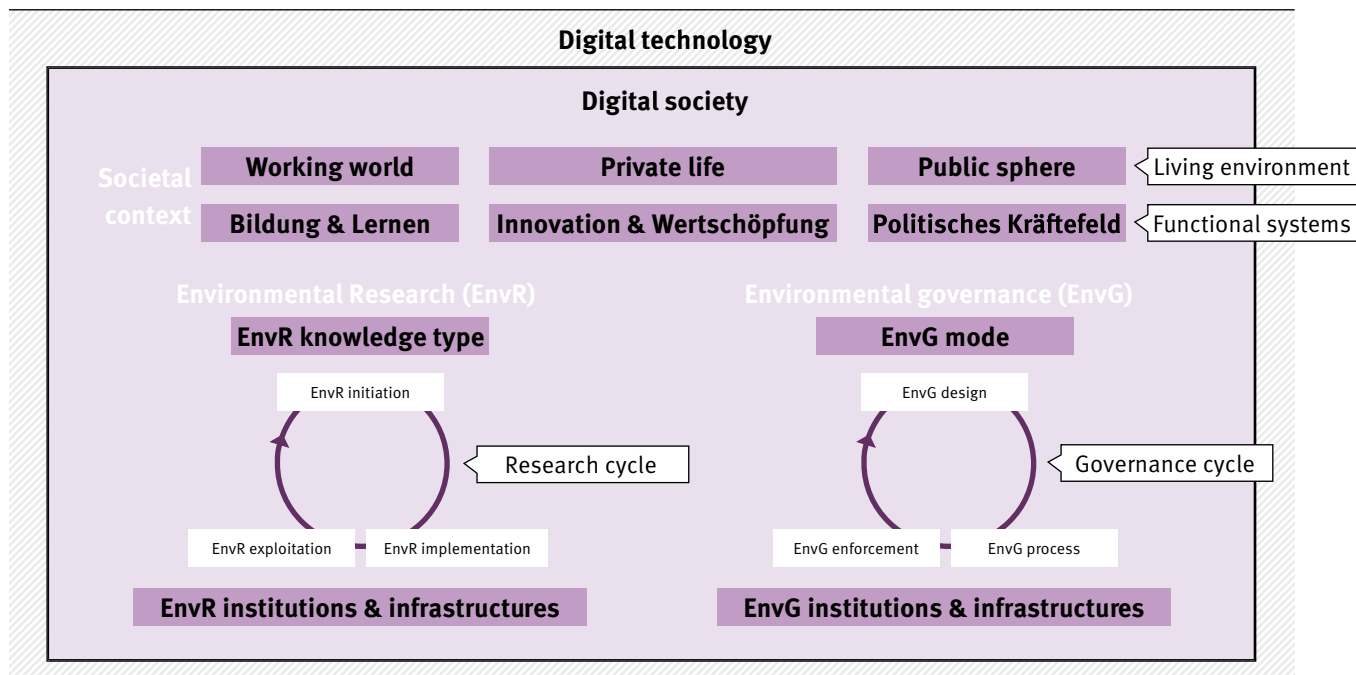 Digital technology
Digital society
Societal
context
Working world
Private life
Public sphere
Living environment
Bildung & Lernen
Innovation & Wertschöpfung
Politisches Kräftefeld
Functional systems
Environmental Research (EnvR)
EnvR knowledge type
EnvR initiation
Research cycle
EnvR exploitation
EnvR implementation
EnvR institutions & infrastructures
Environmental governance (EnvG)
EnvG mode
EnvG design
Governance cycle
EnvG enforcement
EnvG process
EnvG institutions & infrastructures